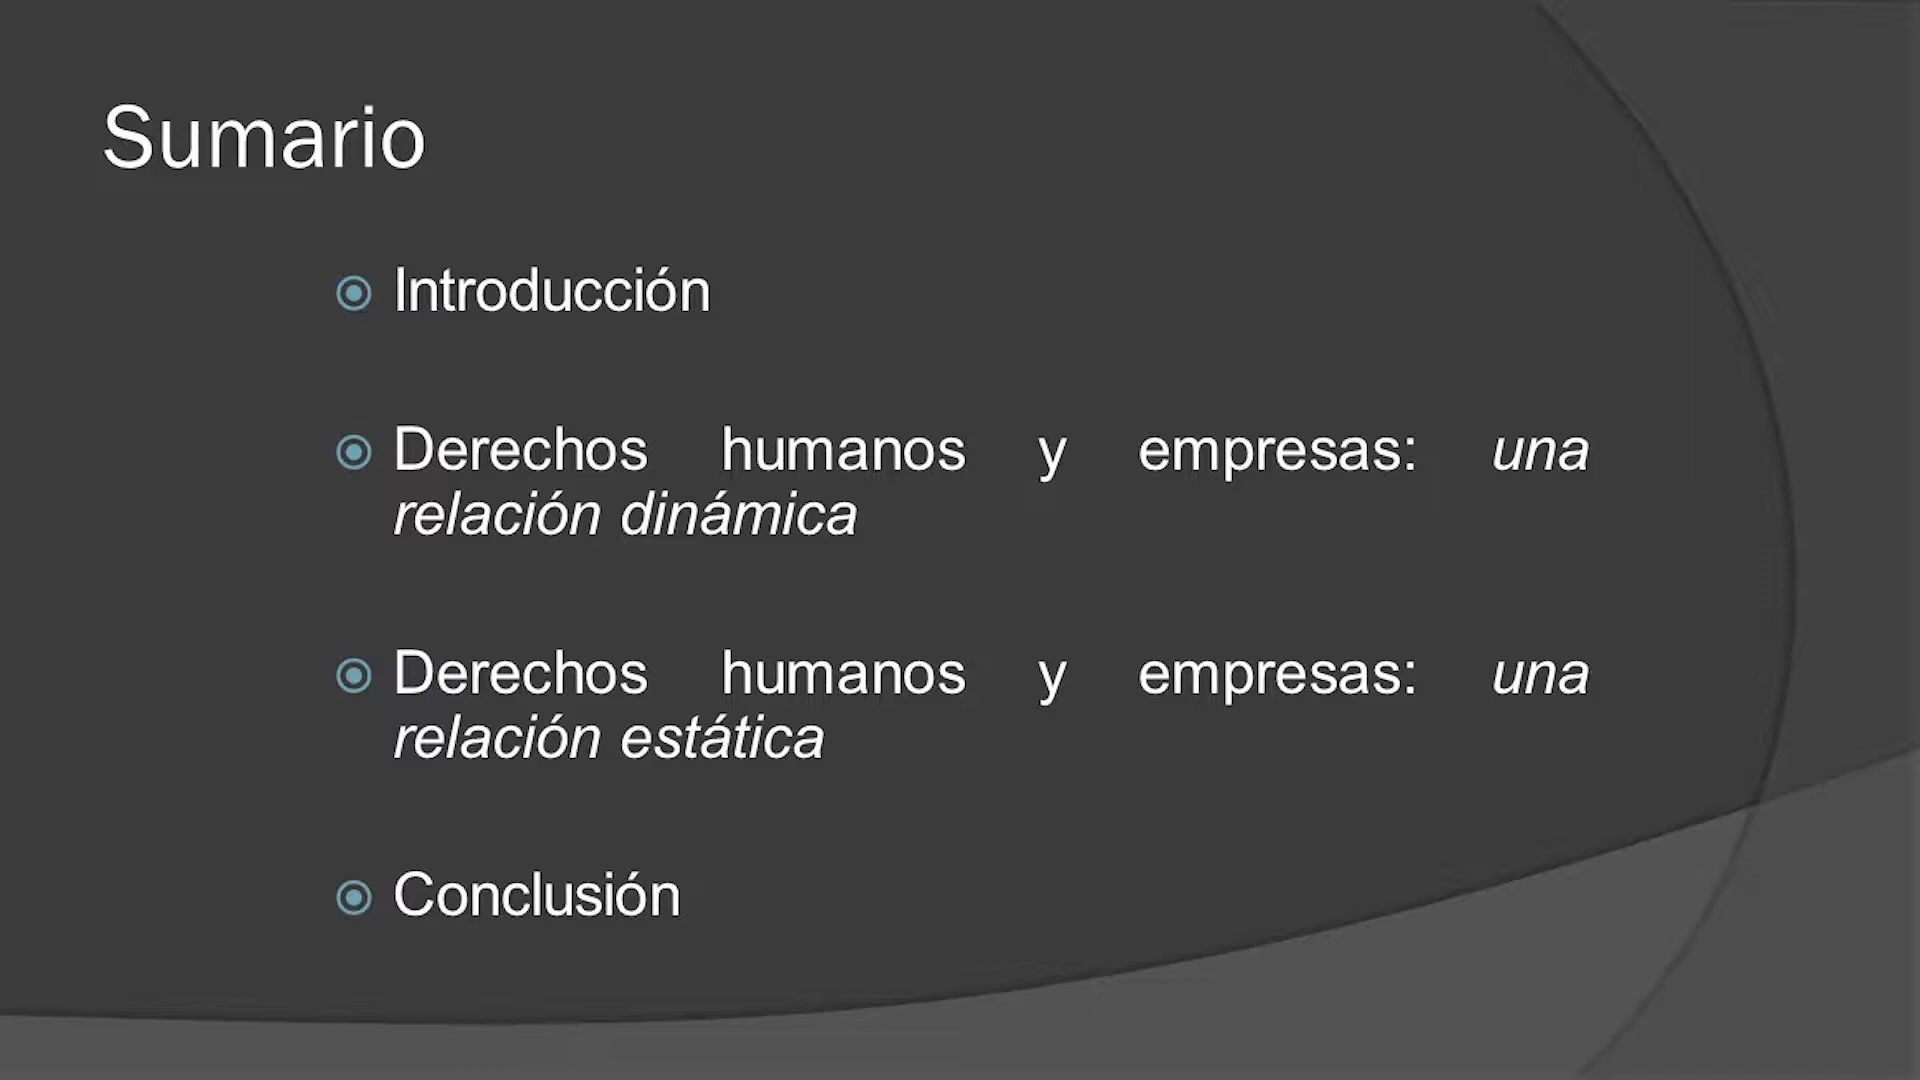 Sumario
Introducción
Derechos humanos y empresas: una
relación dinámica
Derechos humanos y empresas: una
relación estática
Conclusión